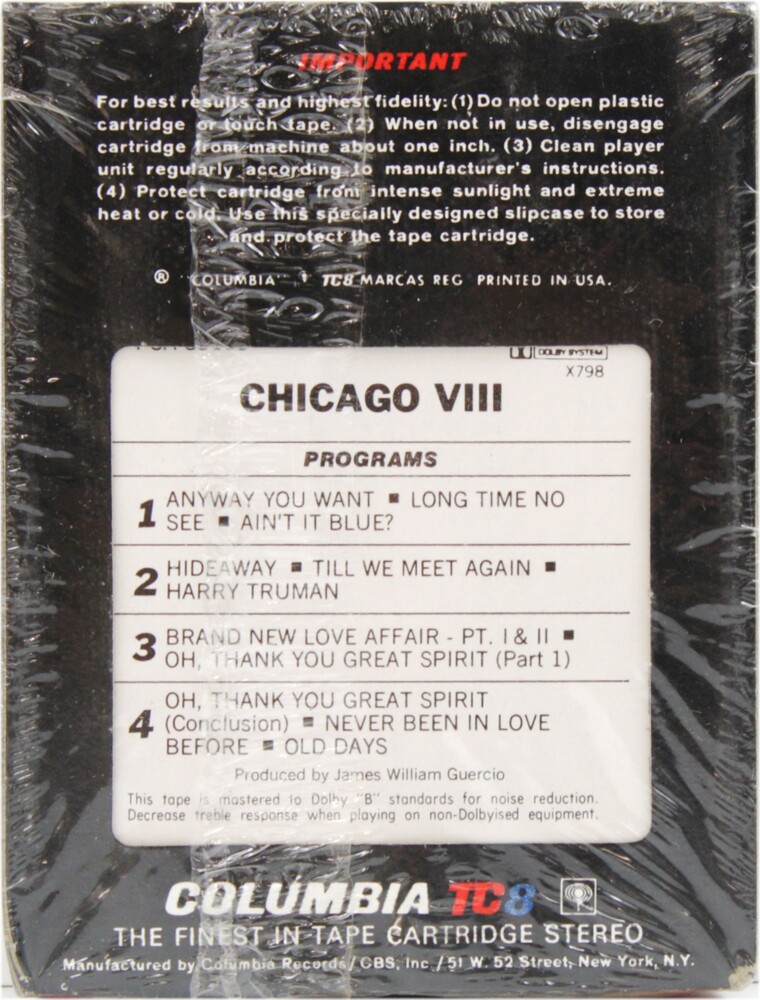 IMPORTANT
For best results and highest fidelity: (1) Do not open plastic
cartridge or touch tape. (2) When not in use, disengage
cartridge from machine about one inch. (3) Clean player
unit regularly according to manufacturer's instructions.
(4) Protect cartridge from intense sunlight and extreme
heat or cold. Use this specially designed slipcase to store
and protect the tape cartridge.
® "COLUMBIA" TC8 MARCAS REG PRINTED IN USA.
DOLBY SYSTEM
X798
CHICAGO VIII
PROGRAMS
1 ANYWAY YOU WANT ■ LONG TIME NO
SEE ■ AIN'T IT BLUE?
2 HIDEAWAY ■ TILL WE MEET AGAIN ■
HARRY TRUMAN
3 BRAND NEW LOVE AFFAIR - PT. I & II ■
OH, THANK YOU GREAT SPIRIT (Part 1)
4 OH, THANK YOU GREAT SPIRIT
(Conclusion) ■ NEVER BEEN IN LOVE
BEFORE ■ OLD DAYS
Produced by James William Guercio
This tape is mastered to Dolby "B" standards for noise reduction.
Decrease treble response when playing on non-Dolbyised equipment.
COLUMBIA TC8
THE FINEST IN TAPE CARTRIDGE STEREO
Manufactured by Columbia Records/CBS, Inc./51 W. 52 Street, New York, N.Y.